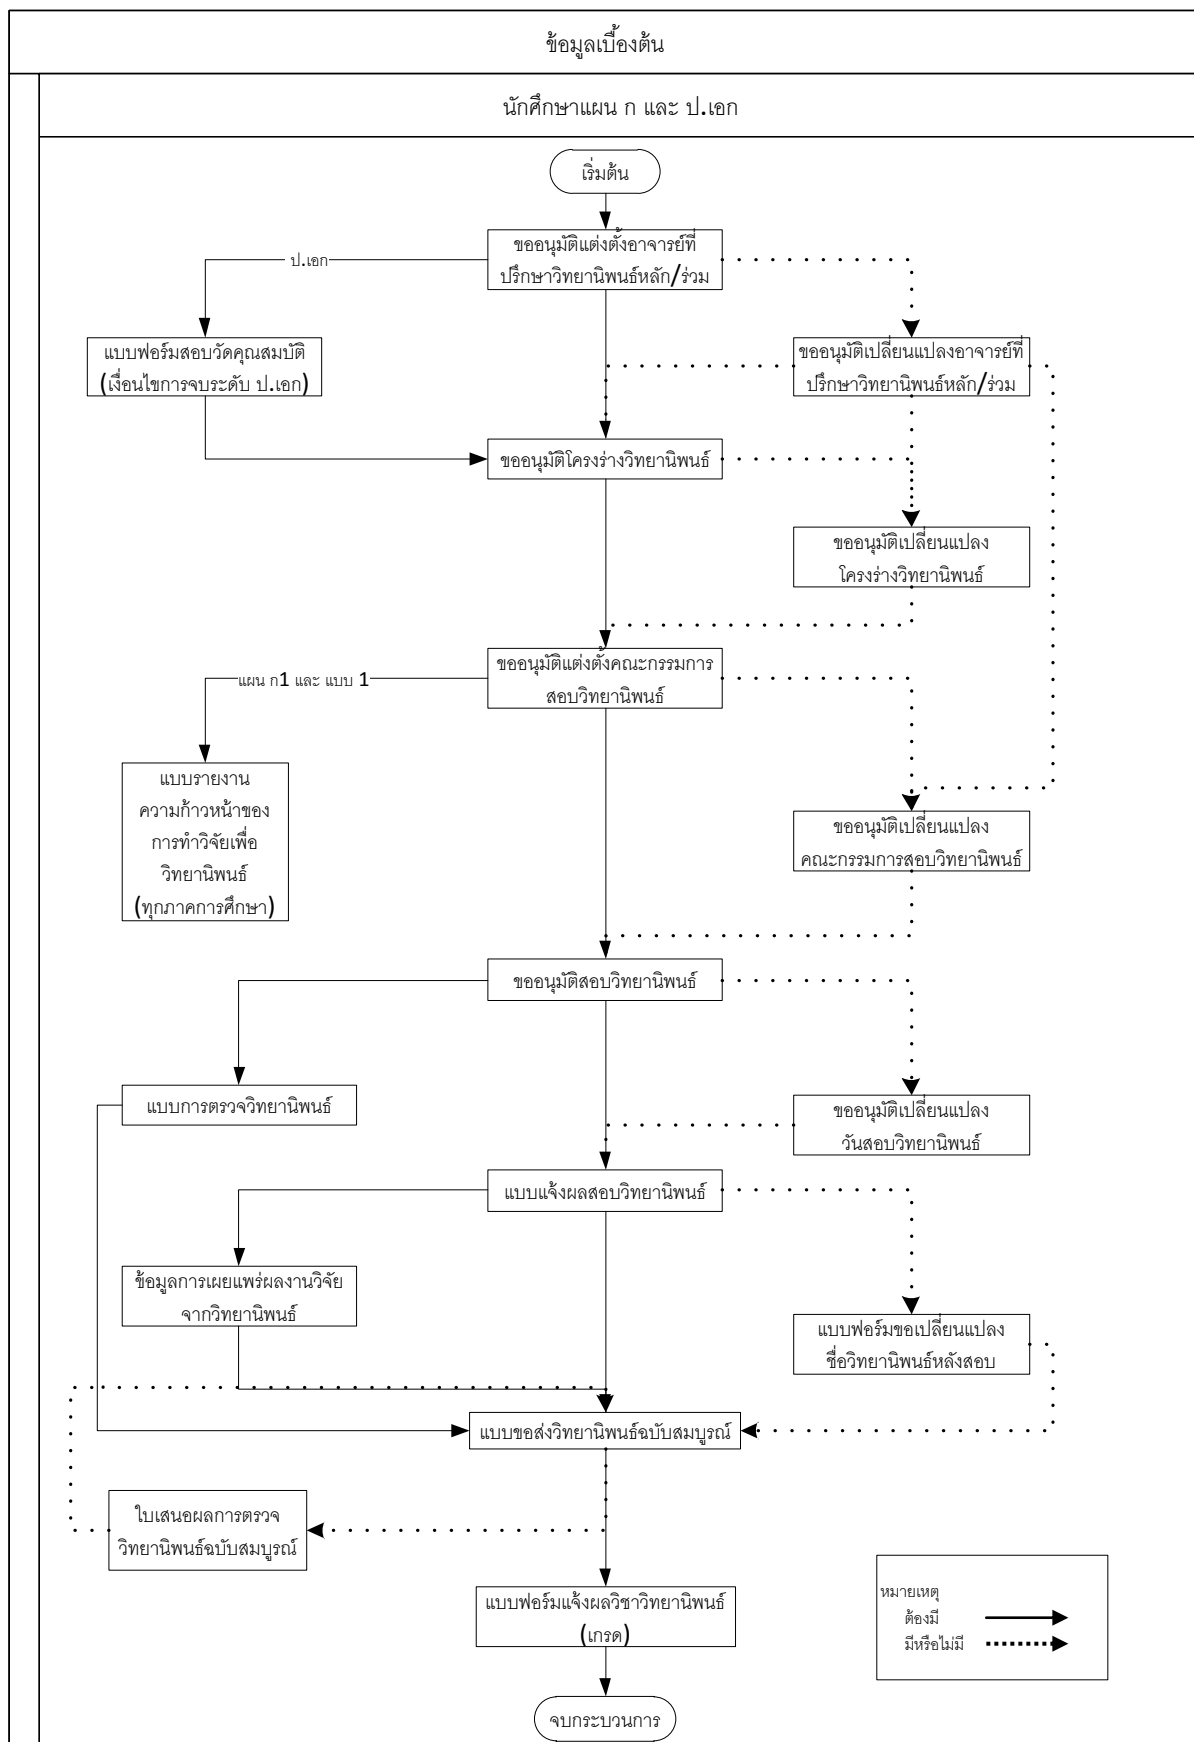 ข้อมูลเบื้องต้น
นักศึกษาแผน ก และ ป.เอก
เริ่มต้น
ขออนุมัติแต่งตั้งอาจารย์ที่
ปรึกษาวิทยานิพนธ์หลัก/ร่วม
ป.เอก
แบบฟอร์มสอบวัดคุณสมบัติ
(เงื่อนไขการจบระดับ ป.เอก)
ขออนุมัติเปลี่ยนแปลงอาจารย์ที่
ปรึกษาวิทยานิพนธ์หลัก/ร่วม
ขออนุมัติโครงร่างวิทยานิพนธ์
ขออนุมัติเปลี่ยนแปลง
โครงร่างวิทยานิพนธ์
ขออนุมัติแต่งตั้งคณะกรรมการ
สอบวิทยานิพนธ์
แผน ก1 และ แบบ 1
แบบรายงาน
ความก้าวหน้าของ
การทำวิจัยเพื่อ
วิทยานิพนธ์
(ทุกภาคการศึกษา)
ขออนุมัติเปลี่ยนแปลง
คณะกรรมการสอบวิทยานิพนธ์
ขออนุมัติสอบวิทยานิพนธ์
แบบการตรวจวิทยานิพนธ์
ขออนุมัติเปลี่ยนแปลง
วันสอบวิทยานิพนธ์
แบบแจ้งผลสอบวิทยานิพนธ์
ข้อมูลการเผยแพร่ผลงานวิจัย
จากวิทยานิพนธ์
แบบฟอร์มขอเปลี่ยนแปลง
ชื่อวิทยานิพนธ์หลังสอบ
แบบขอส่งวิทยานิพนธ์ฉบับสมบูรณ์
ใบเสนอผลการตรวจ
วิทยานิพนธ์ฉบับสมบูรณ์
แบบฟอร์มแจ้งผลวิชาวิทยานิพนธ์
(เกรด)
จบกระบวนการ
หมายเหตุ
ต้องมี
มีหรือไม่มี